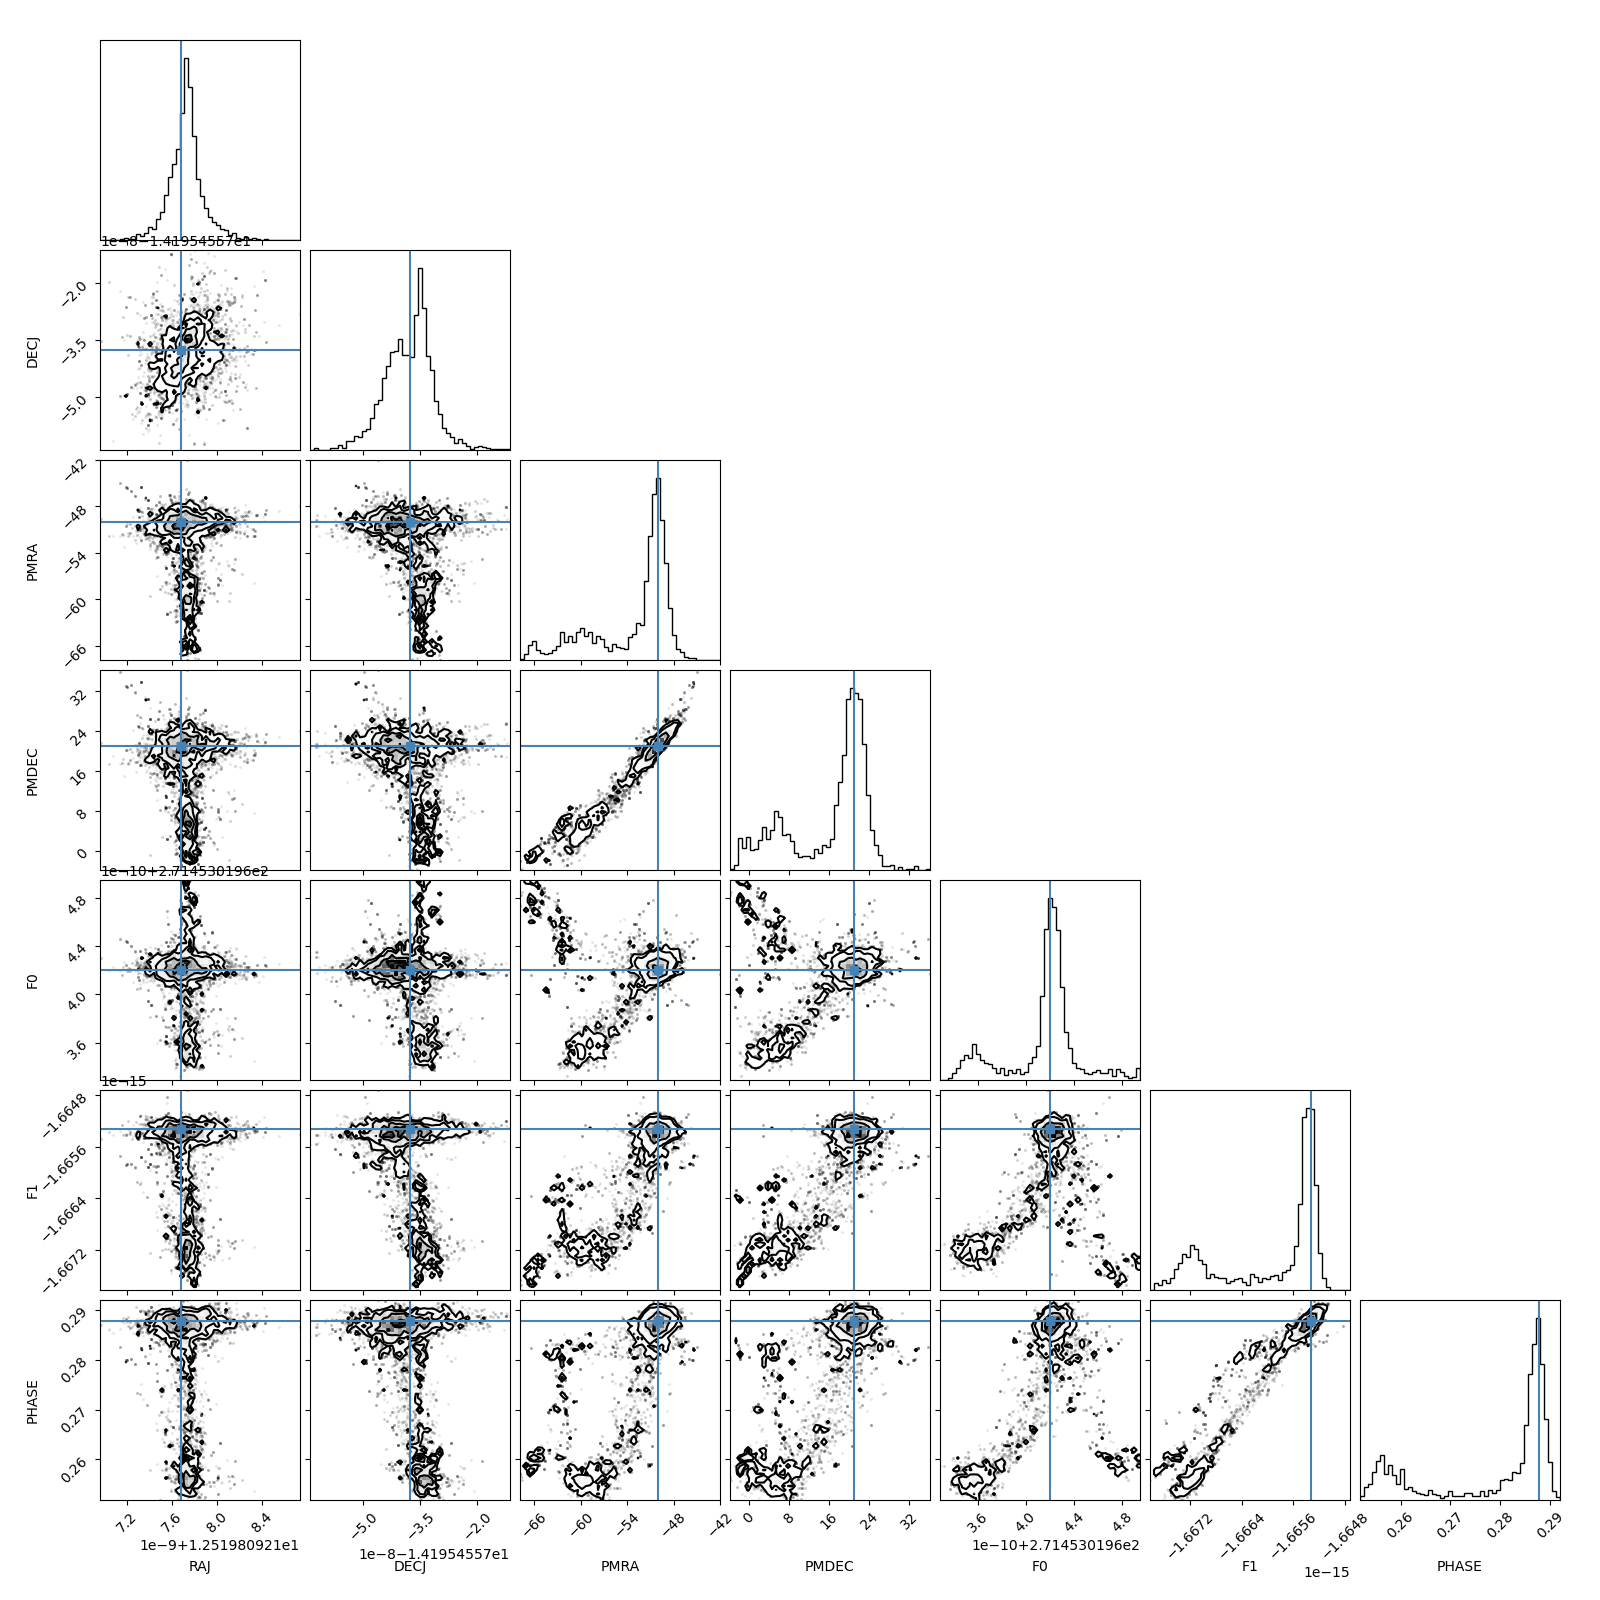 1e−8−1.41954557e1
DECJ
−2.0
−3.5
−5.0
PMRA
−42
−48
−54
−60
−66
PMDEC
32
24
16
8
0
1e−10+2.714530196e2
F0
4.8
4.4
4.0
3.6
1e−15
F1
−1.6648
−1.6656
−1.6664
−1.6672
PHASE
0.29
0.28
0.27
0.26
7.2 7.6 8.0 8.4
1e−9+1.251980921e1
RAJ
−5.0 −3.5 −2.0
1e−8−1.41954557e1
DECJ
−66 −60 −54 −48 −42
PMRA
0 8 16 24 32
PMDEC
3.6 4.0 4.4 4.8
1e−10+2.714530196e2
F0
−1.6672 −1.6664 −1.6656 −1.6648
1e−15
F1
0.26 0.27 0.28 0.29
PHASE